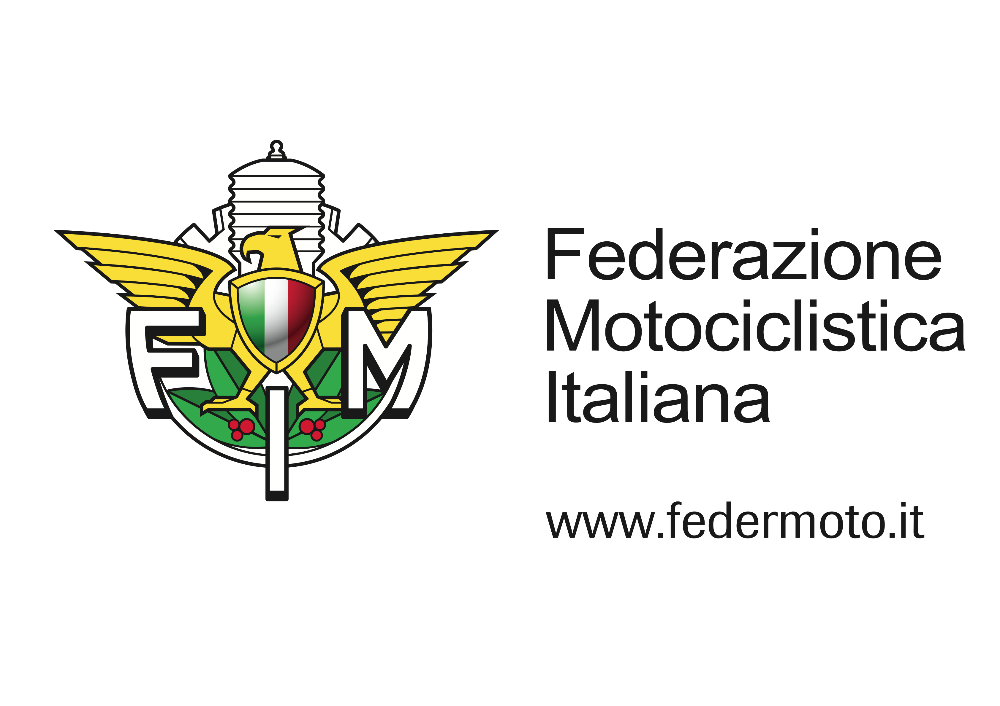 F M
I
Federazione
Motociclistica
Italiana
www.federmoto.it